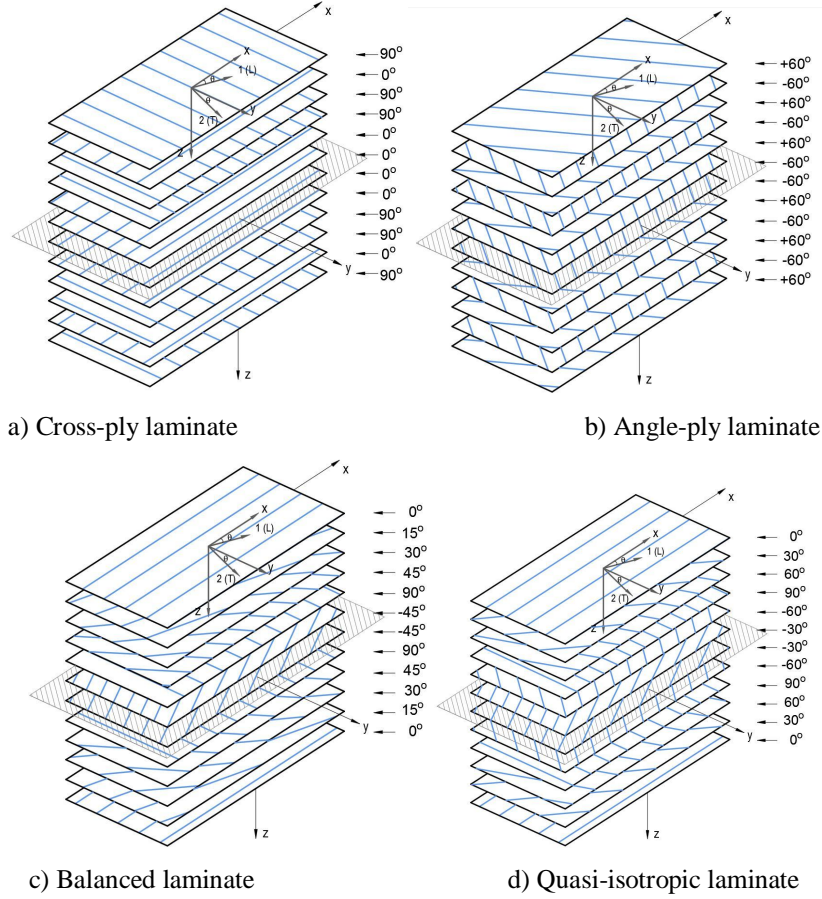 x
x
1 (L)
θ
θ
y
2 (T)
z
90°
0°
90°
90°
0°
0°
0°
0°
90°
90°
0°
90°
y
z
x
x
1 (L)
θ
θ
y
2 (T)
z
+60°
-60°
+60°
-60°
+60°
-60°
-60°
+60°
-60°
+60°
-60°
+60°
y
z
a) Cross-ply laminate
b) Angle-ply laminate
x
x
1 (L)
θ
θ
y
2 (T)
z
0°
15°
30°
45°
90°
-45°
-45°
90°
45°
30°
15°
0°
y
z
x
x
1 (L)
θ
θ
y
2 (T)
z
0°
30°
60°
90°
-60°
-30°
-30°
-60°
90°
60°
30°
0°
y
z
c) Balanced laminate
d) Quasi-isotropic laminate